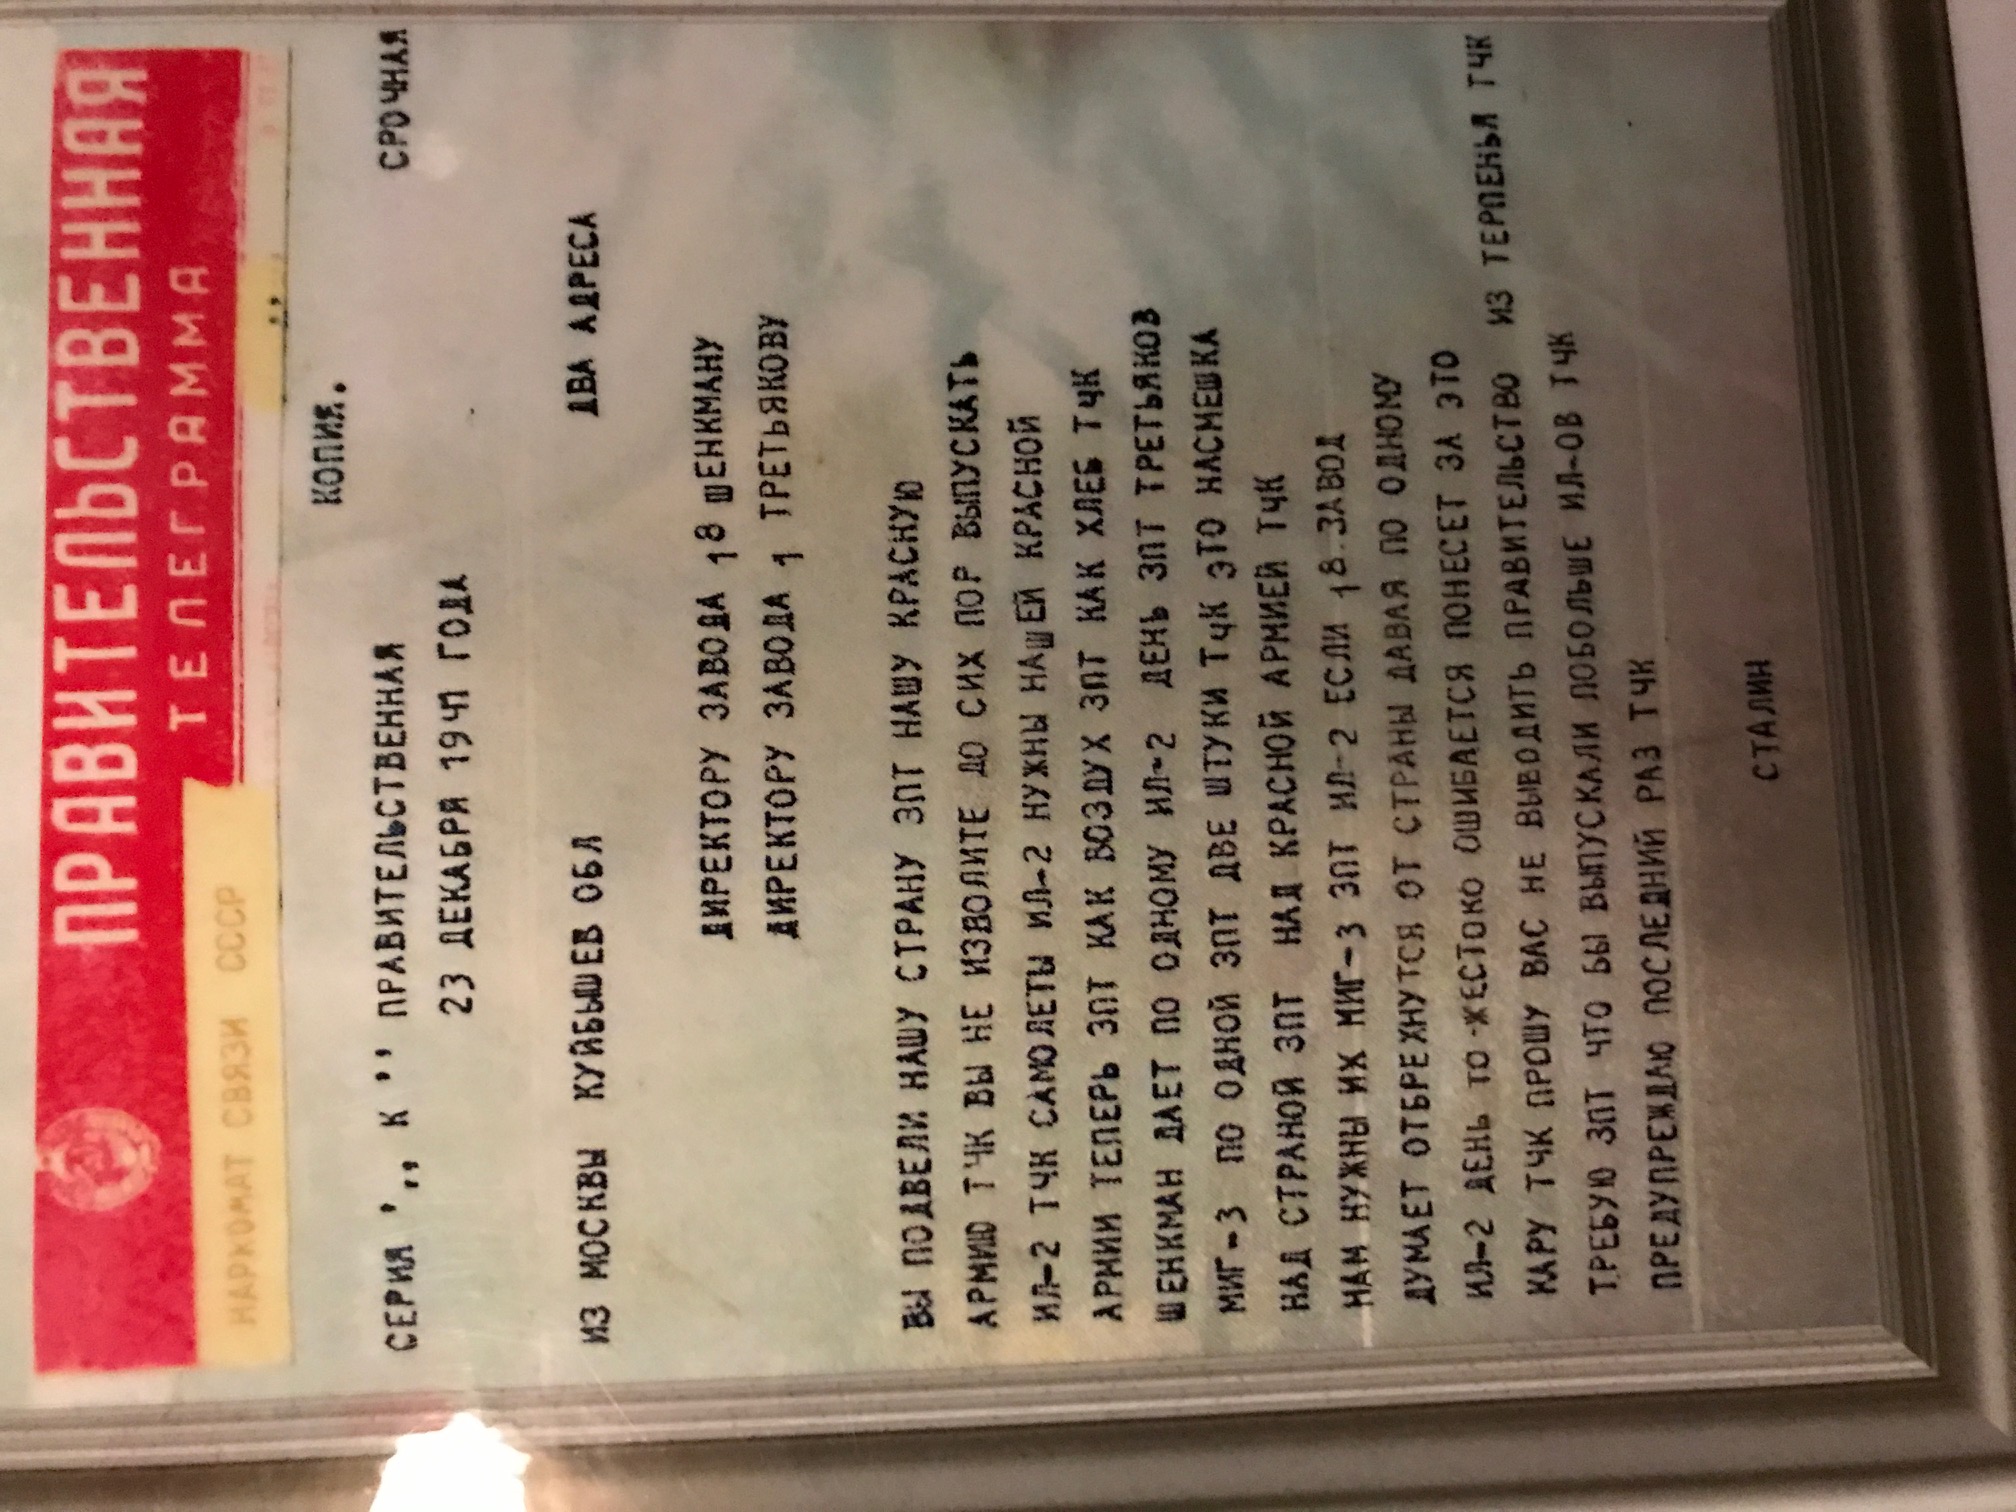 ПРАВИТЕЛЬСТВЕННАЯ
ТЕЛЕГРАММА
НАРКОМАТ СВЯЗИ СССР
КОПИЯ.
СЕРИЯ ',, К '' ПРАВИТЕЛЬСТВЕННАЯ СРОЧНАЯ
23 ДЕКАБРЯ 1941 ГОДА
ИЗ МОСКВЫ КУЙБЫШЕВ ОБЛ ДВА АДРЕСА
ДИРЕКТОРУ ЗАВОДА 18 ШЕНКМАНУ
ДИРЕКТОРУ ЗАВОДА 1 ТРЕТЬЯКОВУ
ВЫ ПОДВЕЛИ НАШУ СТРАНУ ЗПТ НАШУ КРАСНУЮ
АРМИЮ ТЧК ВЫ НЕ ИЗВОЛИТЕ ДО СИХ ПОР ВЫПУСКАТЬ
ИЛ-2 ТЧК САМОЛЕТЫ ИЛ-2 НУЖНЫ НАШЕЙ КРАСНОЙ
АРМИИ ТЕПЕРЬ ЗПТ КАК ВОЗДУХ ЗПТ КАК ХЛЕБ ТЧК
ШЕНКМАН ДАЕТ ПО ОДНОМУ ИЛ-2 ДЕНЬ ЗПТ ТРЕТЬЯКОВ
МИГ-3 ПО ОДНОЙ ЗПТ ДВЕ ШТУКИ ТЧК ЭТО НАСМЕШКА
НАД СТРАНОЙ ЗПТ НАД КРАСНОЙ АРМИЕЙ ТЧК
НАМ НУЖНЫ ИХ МИГ-3 ЗПТ ИЛ-2 ЕСЛИ 18 ЗАВОД
ДУМАЕТ ОТБРЕХНУТСЯ ОТ СТРАНЫ ДАВАЯ ПО ОДНОМУ
ИЛ-2 ДЕНЬ ТО ЖЕСТОКО ОШИБАЕТСЯ ПОНЕСЕТ ЗА ЭТО
КАРУ ТЧК ПРОШУ ВАС НЕ ВЫВОДИТЬ ПРАВИТЕЛЬСТВО ИЗ ТЕРПЕНЬЯ ТЧК
ТРЕБУЮ ЗПТ ЧТО БЫ ВЫПУСКАЛИ ПОБОЛЬШЕ ИЛ-ОВ ТЧК
ПРЕДУПРЕЖДАЮ ПОСЛЕДНИЙ РАЗ ТЧК
СТАЛИН